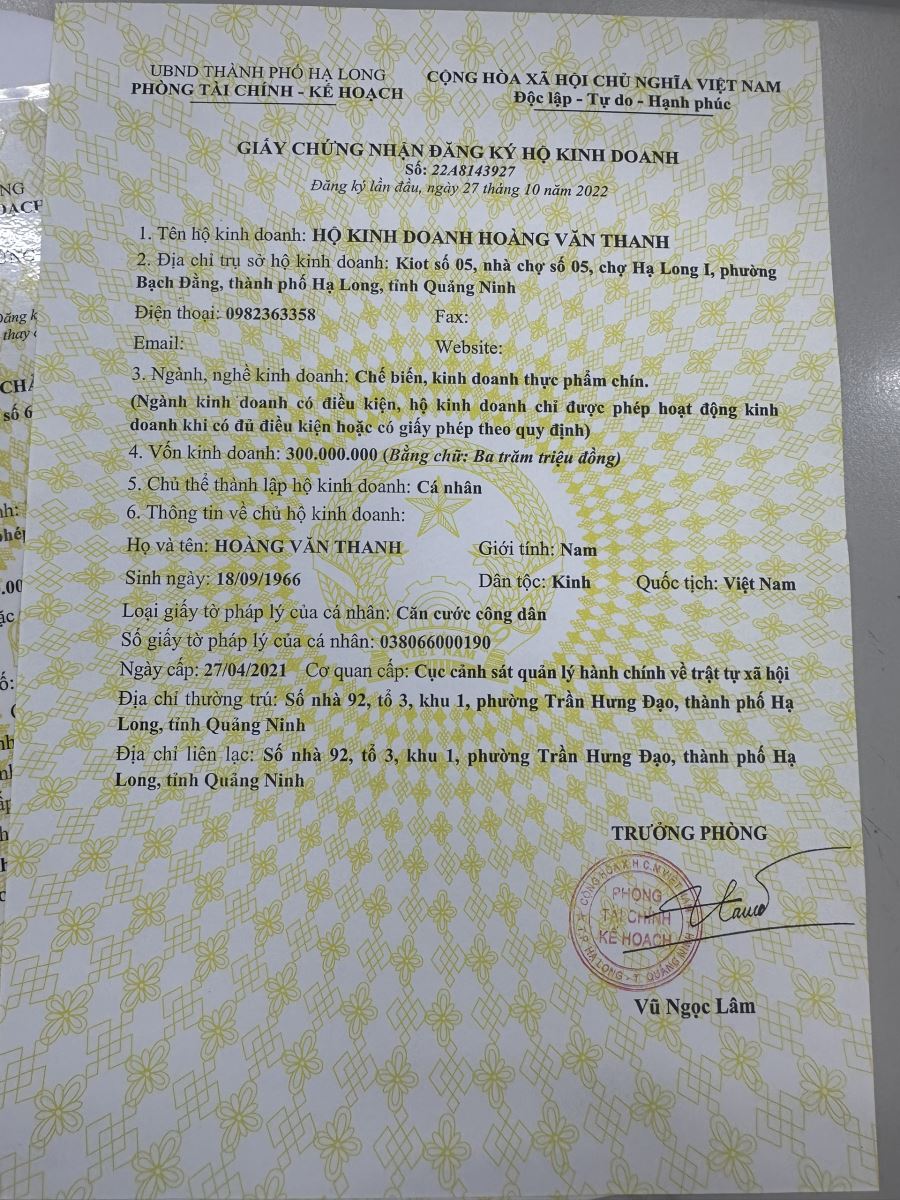 UBND THÀNH PHỐ HẠ LONG
PHÒNG TÀI CHÍNH - KẾ HOẠCH
CỘNG HÒA XÃ HỘI CHỦ NGHĨA VIỆT NAM
Độc lập - Tự do - Hạnh phúc
GIẤY CHỨNG NHẬN ĐĂNG KÝ HỘ KINH DOANH
Số: 22A8143927
Đăng ký lần đầu, ngày 27 tháng 10 năm 2022
1. Tên hộ kinh doanh: HỘ KINH DOANH HOÀNG VĂN THANH
2. Địa chỉ trụ sở hộ kinh doanh: Kiot số 05, nhà chợ số 05, chợ Hạ Long I, phường
Bạch Đằng, thành phố Hạ Long, tỉnh Quảng Ninh
Điện thoại: 0982363358 Fax:
Email: Website:
3. Ngành, nghề kinh doanh: Chế biến, kinh doanh thực phẩm chín.
(Ngành kinh doanh có điều kiện, hộ kinh doanh chỉ được phép hoạt động kinh
doanh khi có đủ điều kiện hoặc có giấy phép theo quy định)
4. Vốn kinh doanh: 300.000.000 (Bằng chữ: Ba trăm triệu đồng)
5. Chủ thể thành lập hộ kinh doanh: Cá nhân
6. Thông tin về chủ hộ kinh doanh:
Họ và tên: HOÀNG VĂN THANH Giới tính: Nam
Sinh ngày: 18/09/1966 Dân tộc: Kinh Quốc tịch: Việt Nam
Loại giấy tờ pháp lý của cá nhân: Căn cước công dân
Số giấy tờ pháp lý của cá nhân: 038066000190
Ngày cấp: 27/04/2021 Cơ quan cấp: Cục cảnh sát quản lý hành chính về trật tự xã hội
Địa chỉ thường trú: Số nhà 92, tổ 3, khu 1, phường Trần Hưng Đạo, thành phố Hạ
Long, tỉnh Quảng Ninh
Địa chỉ liên lạc: Số nhà 92, tổ 3, khu 1, phường Trần Hưng Đạo, thành phố Hạ
Long, tỉnh Quảng Ninh
TRƯỞNG PHÒNG
PHÒNG
TÀI CHÍNH
KẾ HOẠCH
T.P HẠ LONG - T. QUẢNG NINH
Vũ Ngọc Lâm